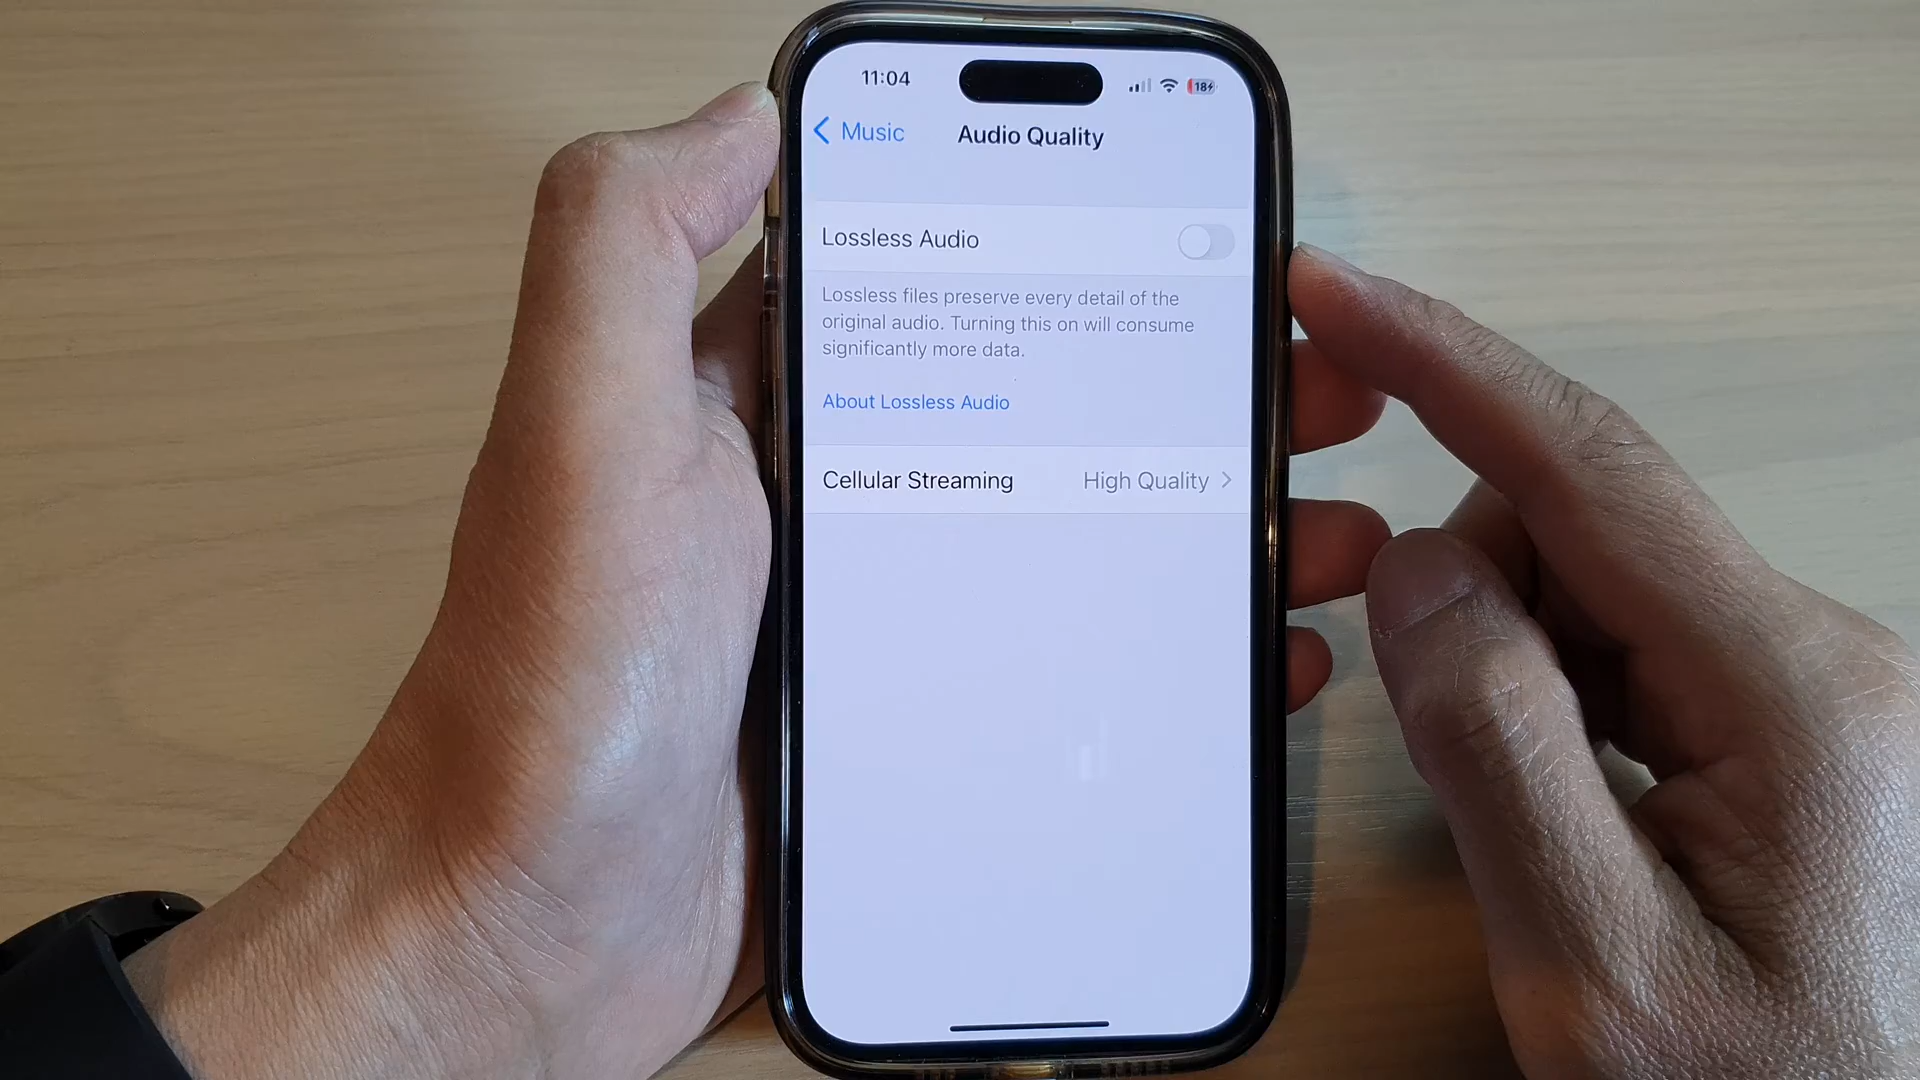 11:04
18
Music
Audio Quality
Lossless Audio
Lossless files preserve every detail of the
original audio. Turning this on will consume
significantly more data.
About Lossless Audio
Cellular Streaming
High Quality